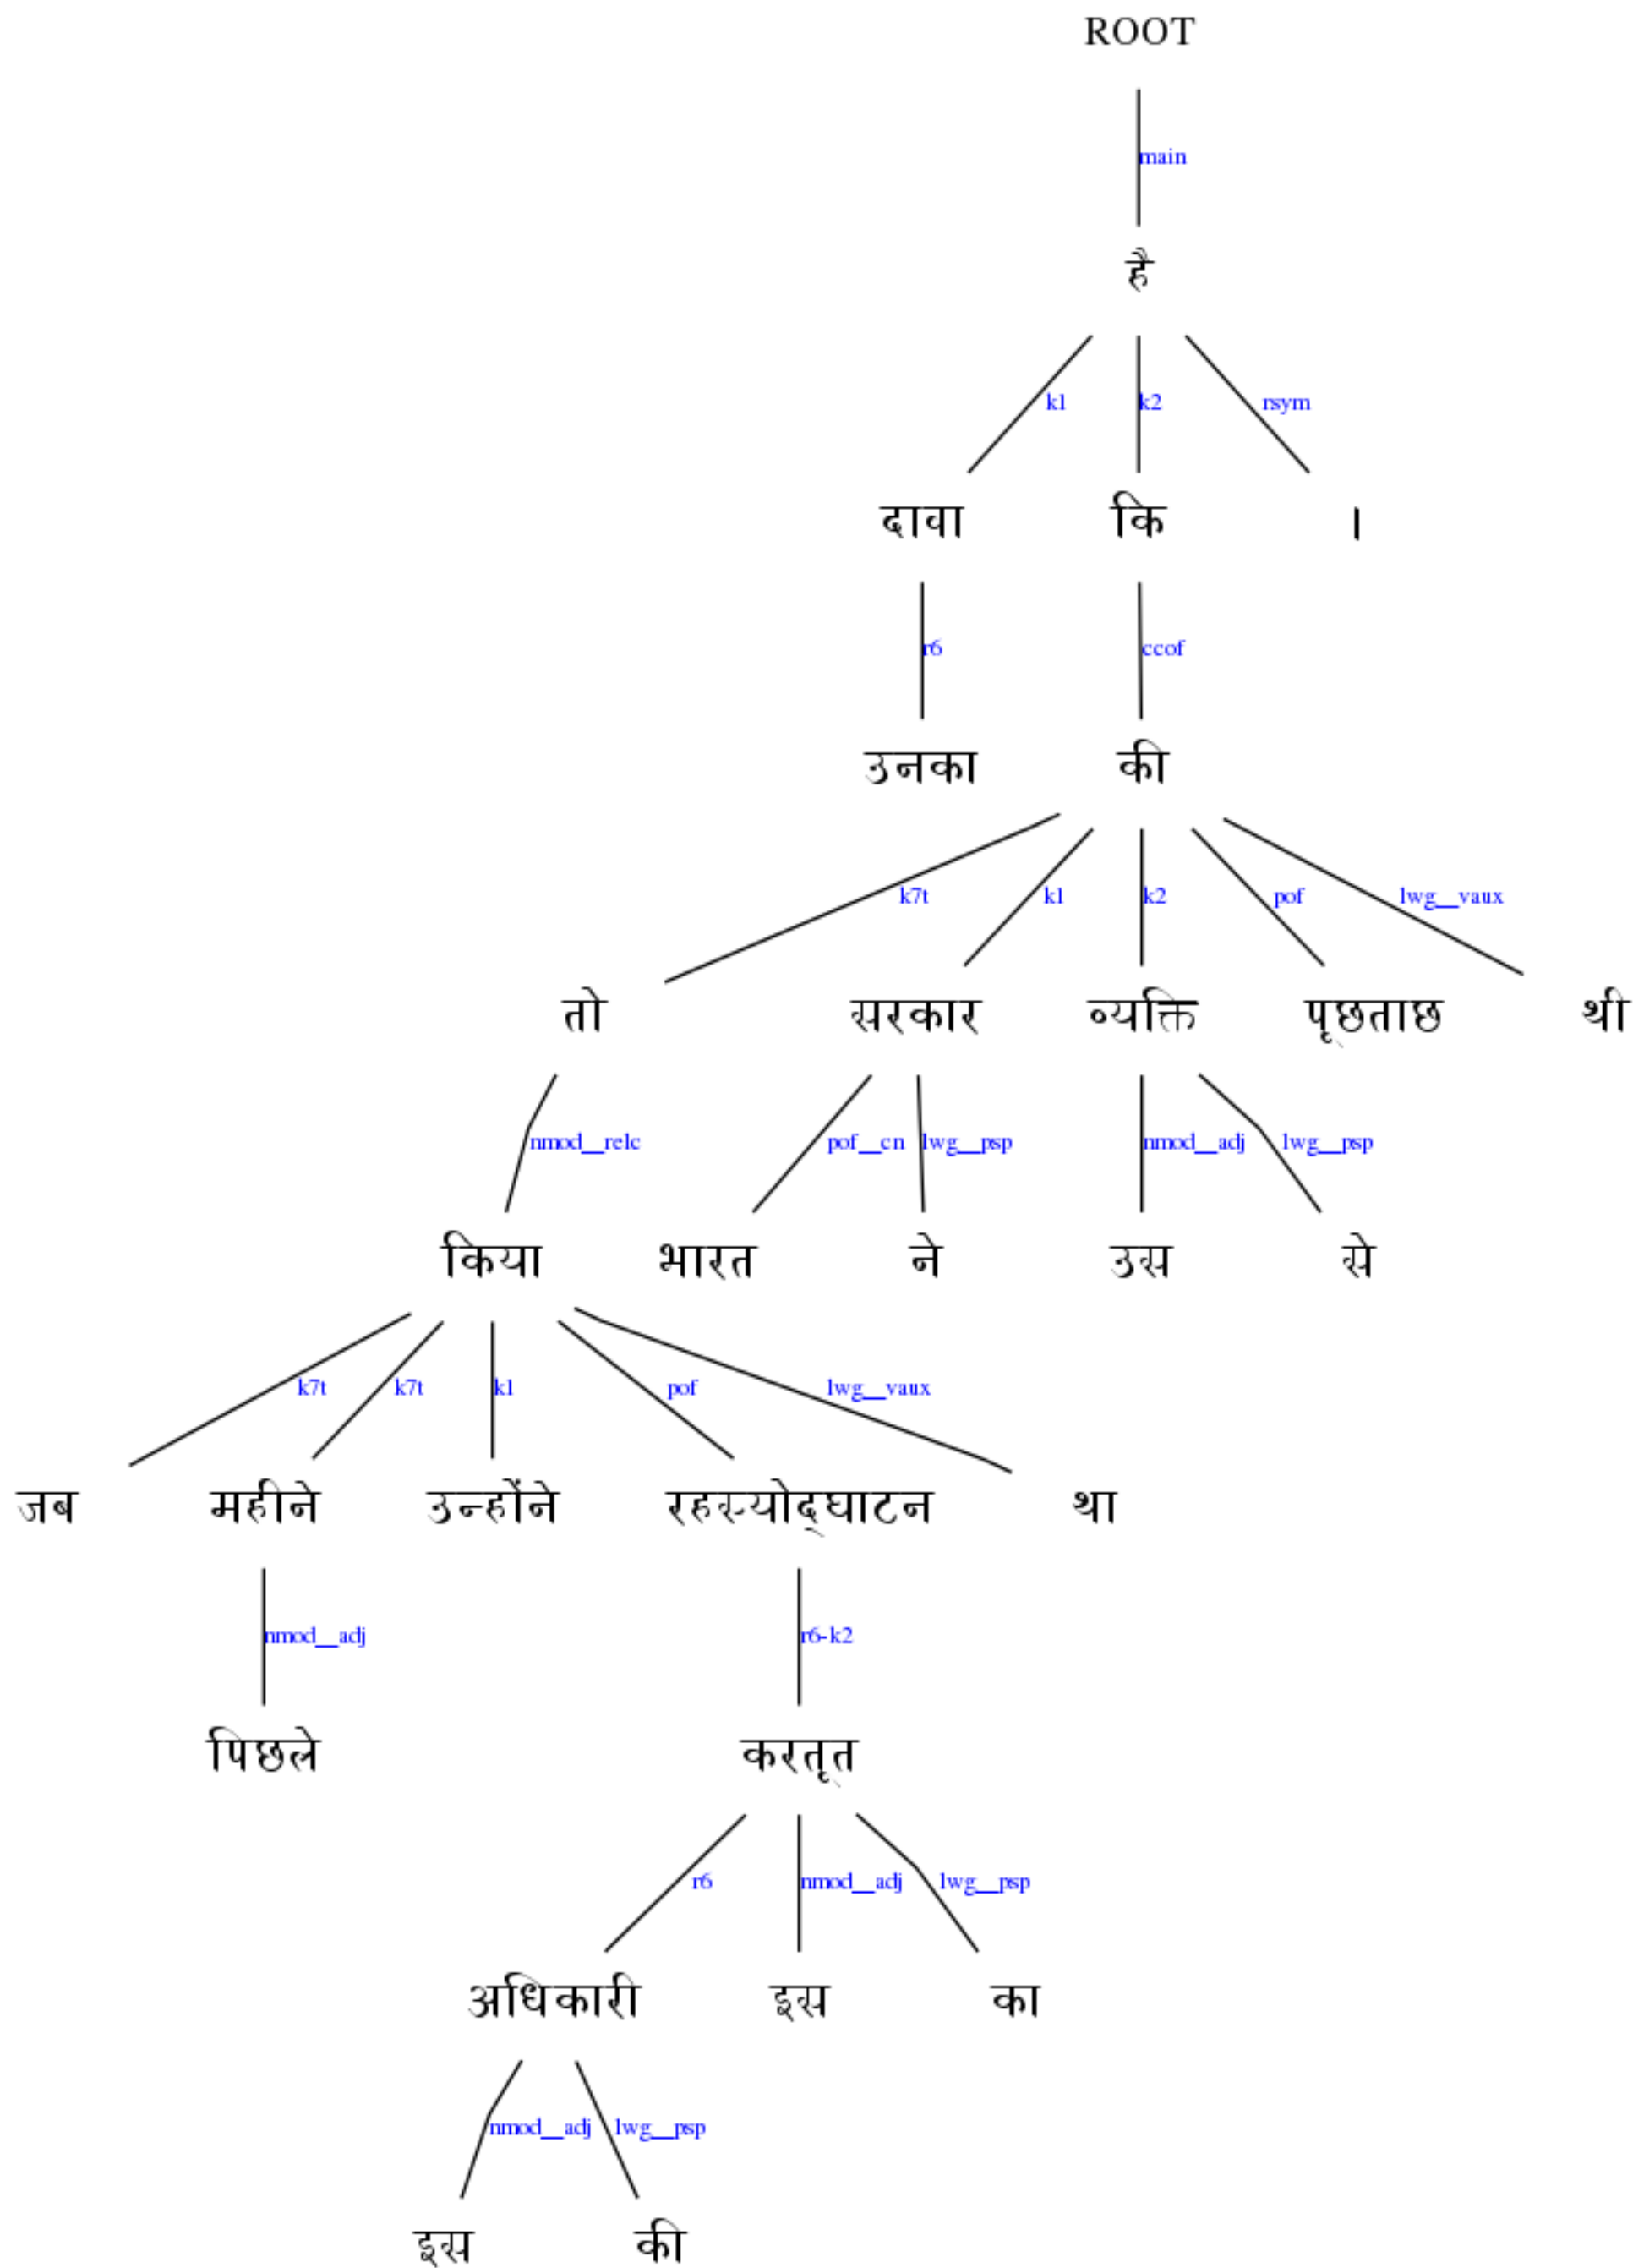 ROOT
main
है
k1 k2 rsym
दावा कि ।
r6 ccof
उनका की
k7t k1 k2 pof lwg__vaux
तो सरकार व्यक्ति पूछताछ थी
nmod__relc pof__cn lwg__psp nmod__adj lwg__psp
किया भारत ने उस से
k7t k7t k1 pof lwg__vaux
जब महीने उन्होंने रहस्योद्घाटन था
nmod__adj r6-k2
पिछले करतूत
r6 nmod__adj lwg__psp
अधिकारी इस का
nmod__adj lwg__psp
इस की